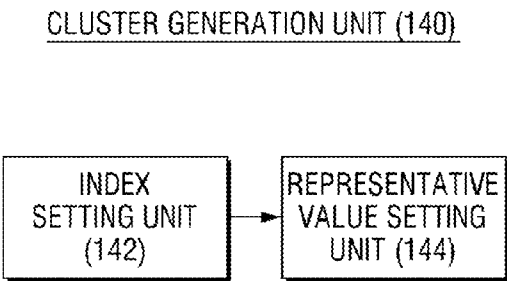 CLUSTER GENERATION UNIT (140)
INDEX
SETTING UNIT
(142)
REPRESENTATIVE
VALUE SETTING
UNIT (144)